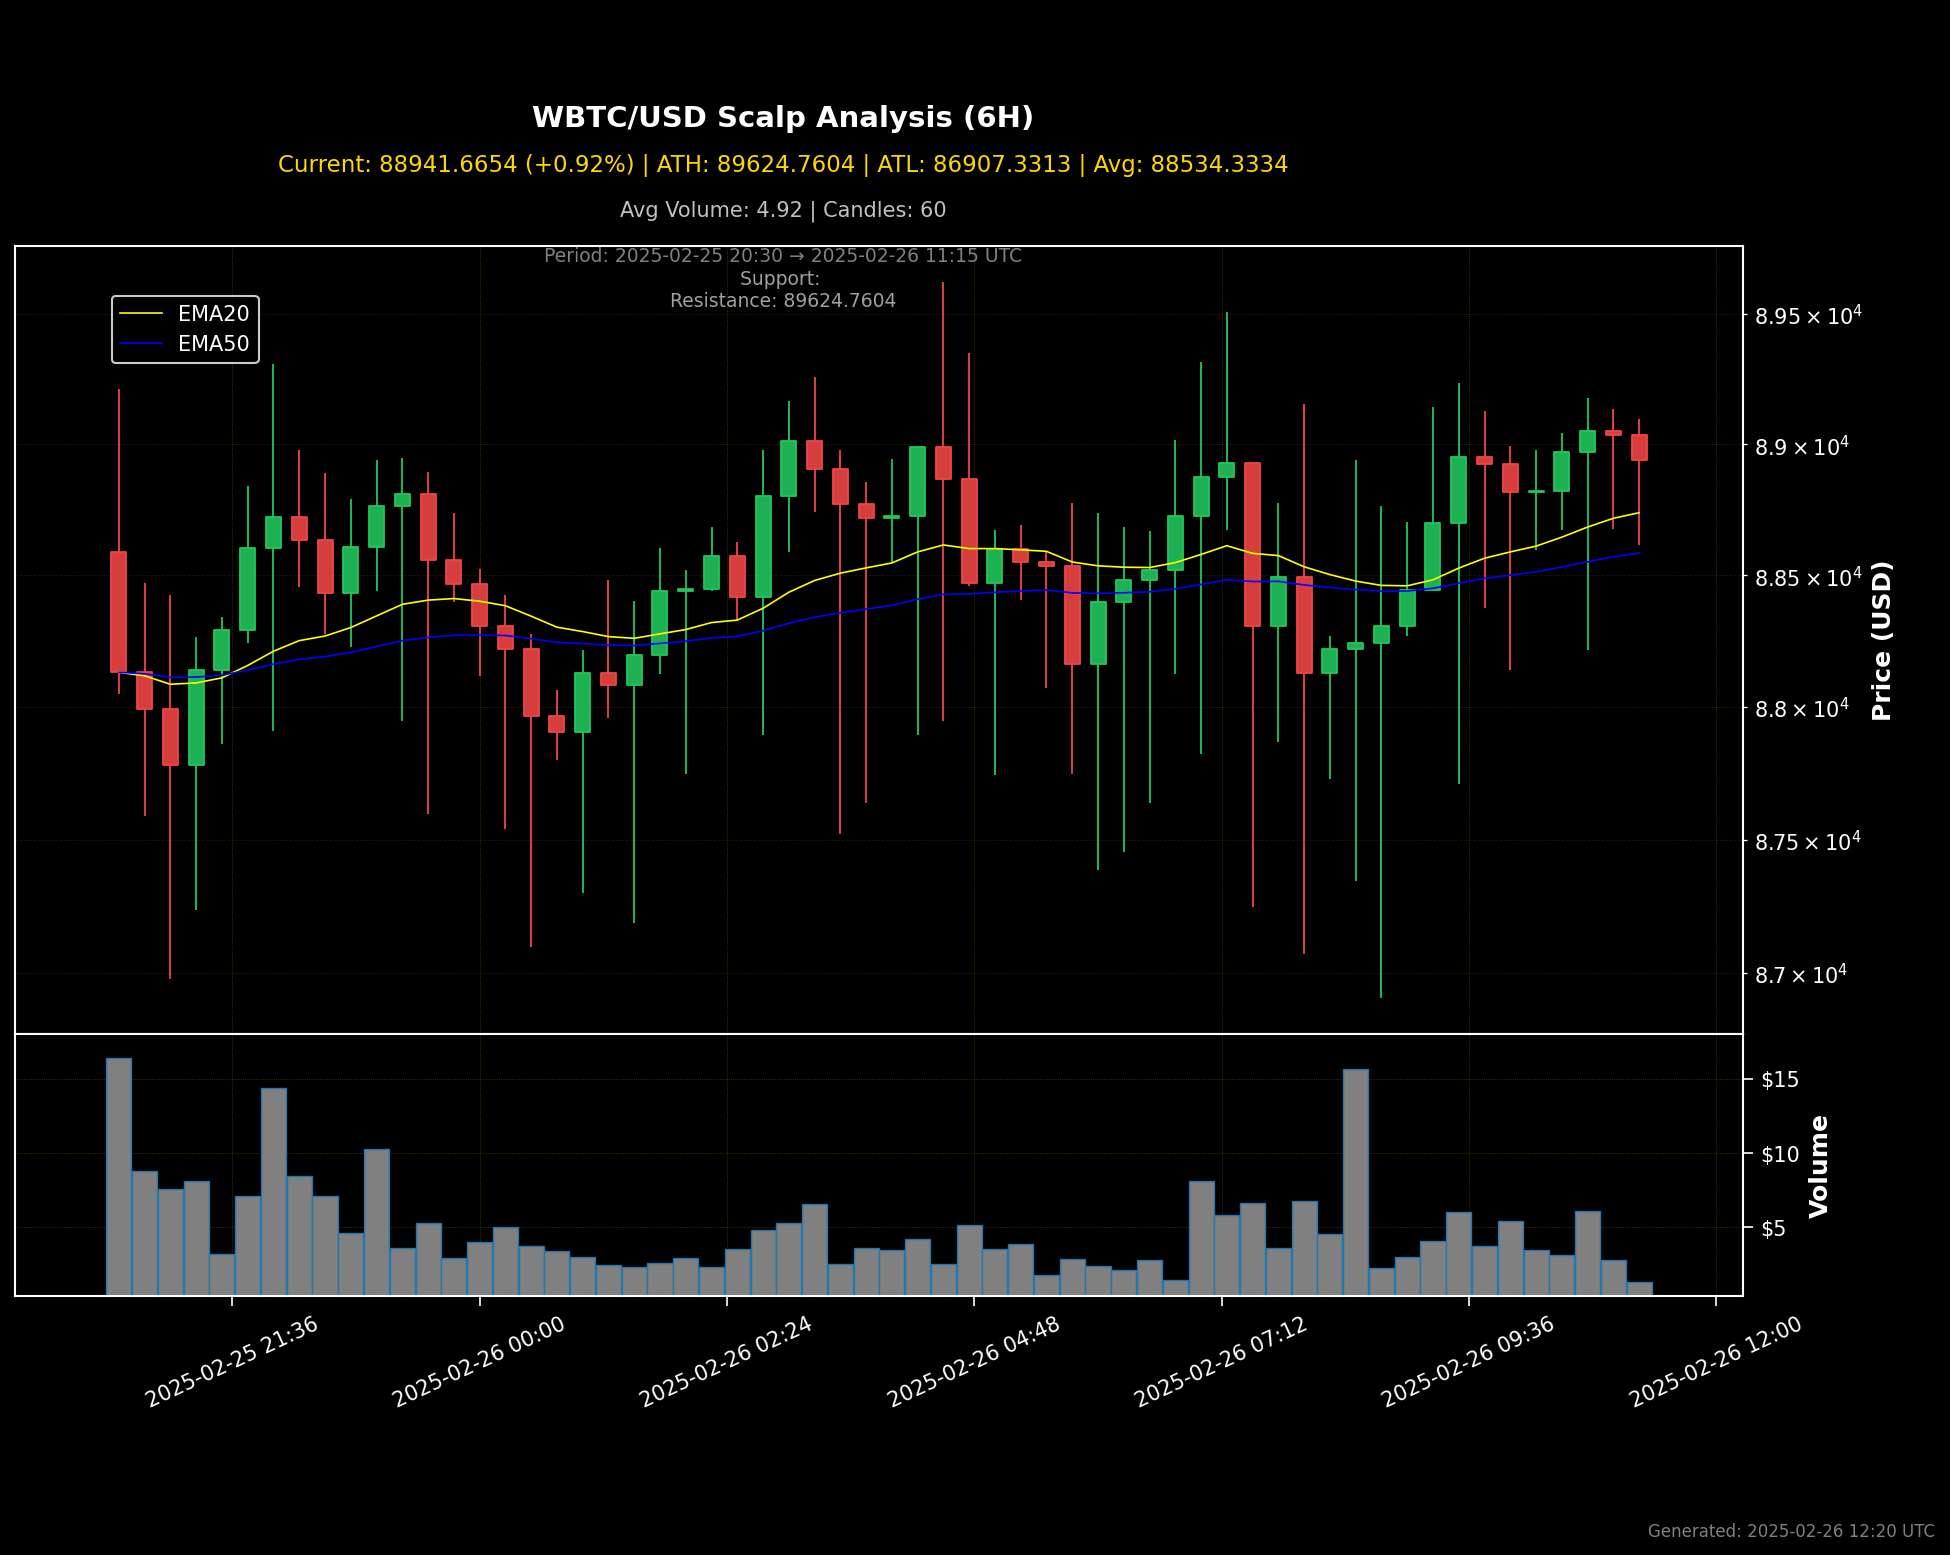 WBTC/USD Scalp Analysis (6H)
Current: 88941.6654 (+0.92%) | ATH: 89624.7604 | ATL: 86907.3313 | Avg: 88534.3334
Avg Volume: 4.92 | Candles: 60
Period: 2025-02-25 20:30 → 2025-02-26 11:15 UTC
Support:
Resistance: 89624.7604
EMA20
EMA50
8.95 × 10⁴
8.9 × 10⁴
8.85 × 10⁴
8.8 × 10⁴
8.75 × 10⁴
8.7 × 10⁴
Price (USD)
$15
$10
$5
Volume
2025-02-25 21:36
2025-02-26 00:00
2025-02-26 02:24
2025-02-26 04:48
2025-02-26 07:12
2025-02-26 09:36
2025-02-26 12:00
Generated: 2025-02-26 12:20 UTC